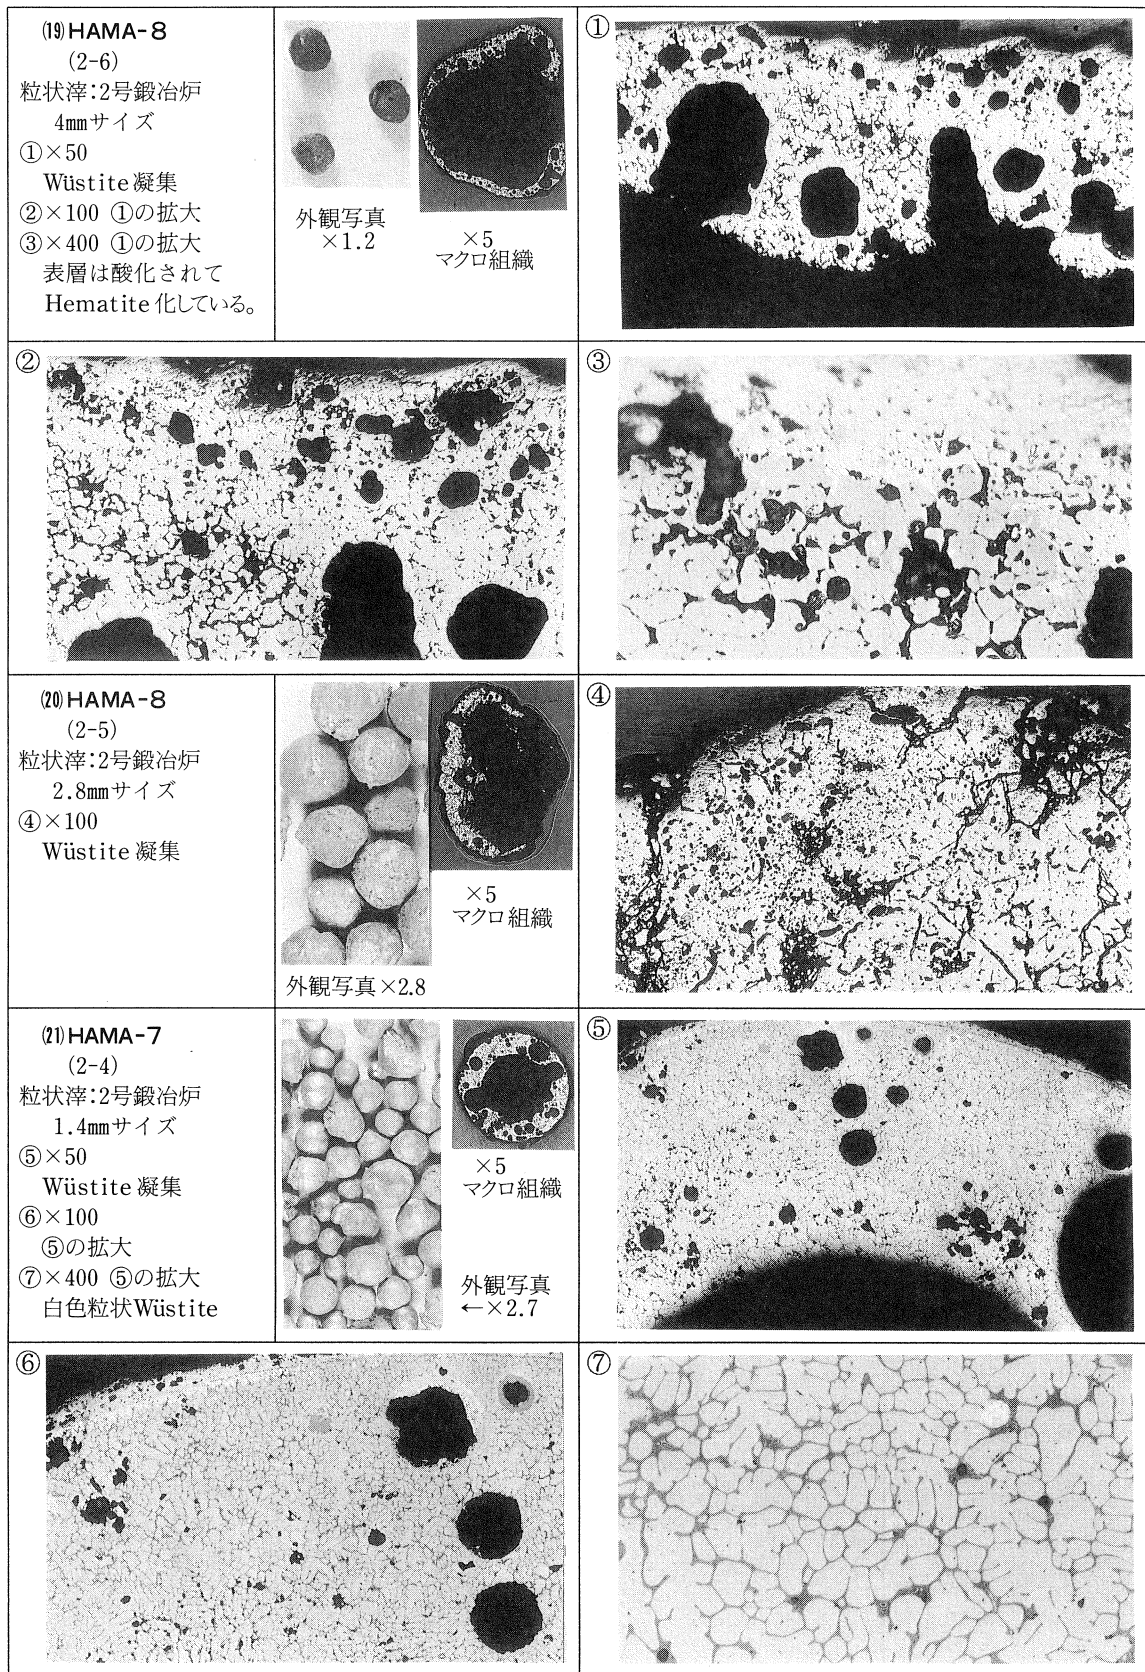 ⒆HAMA-8
(2-6)
粒状滓:2号鍛冶炉
4mmサイズ
①×50
Wüstite凝集
②×100 ①の拡大
③×400 ①の拡大
表層は酸化されて
Hematite化している。
外観写真
×1.2
×5
マクロ組織
①
②
③
⒇HAMA-8
(2-5)
粒状滓:2号鍛冶炉
2.8mmサイズ
④×100
Wüstite凝集
外観写真×2.8
×5
マクロ組織
④
(21)HAMA-7
(2-4)
粒状滓:2号鍛冶炉
1.4mmサイズ
⑤×50
Wüstite凝集
⑥×100
⑤の拡大
⑦×400 ⑤の拡大
白色粒状Wüstite
×5
マクロ組織
外観写真
←×2.7
⑤
⑥
⑦